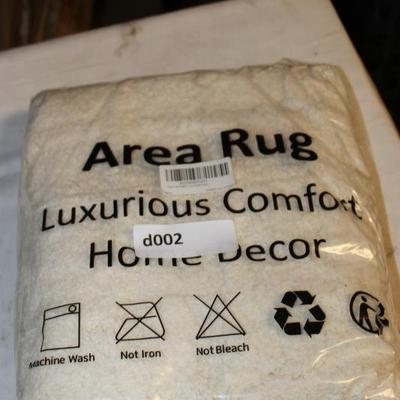 Area Rug
Luxurious Comfort
d002
Home Decor
Machine Wash
Not Iron
Not Bleach